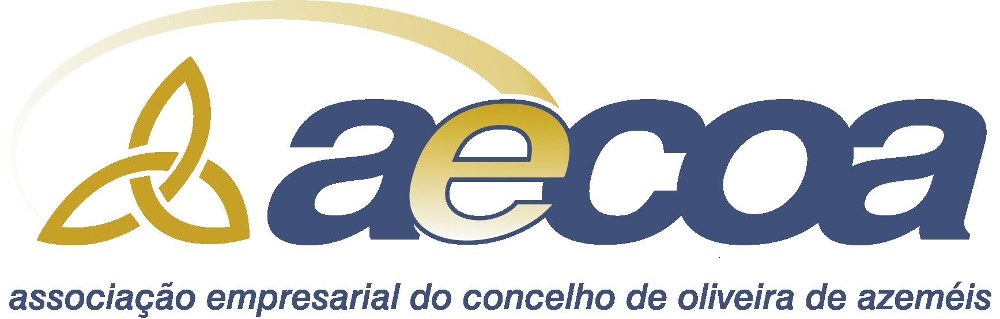 aecoa
associação empresarial do concelho de oliveira de azeméis